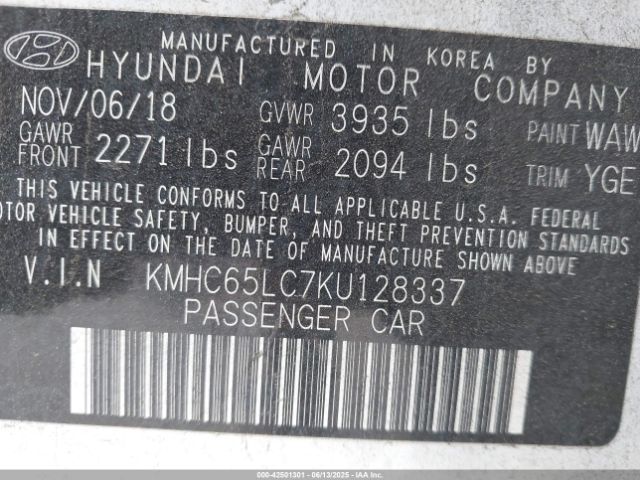 MANUFACTURED IN KOREA BY
HYUNDAI MOTOR COMPANY
NOV/06/18 GVWR 3935 lbs PAINT WAW
GAWR FRONT 2271 lbs GAWR REAR 2094 lbs TRIM YGE
THIS VEHICLE CONFORMS TO ALL APPLICABLE U.S.A. FEDERAL
OTOR VEHICLE SAFETY, BUMPER, AND THEFT PREVENTION STANDARDS
IN EFFECT ON THE DATE OF MANUFACTURE SHOWN ABOVE.
V.I.N KMHC65LC7KU128337
PASSENGER CAR
000-42501301 - 06/13/2025 - COPYRIGHT IAA, LLC.